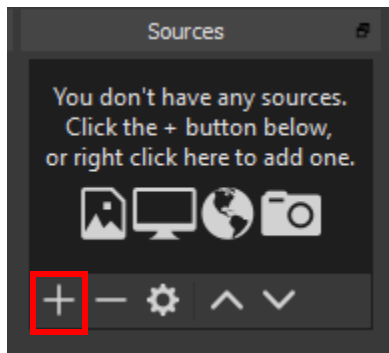 Sources
You don't have any sources.
Click the + button below,
or right click here to add one.